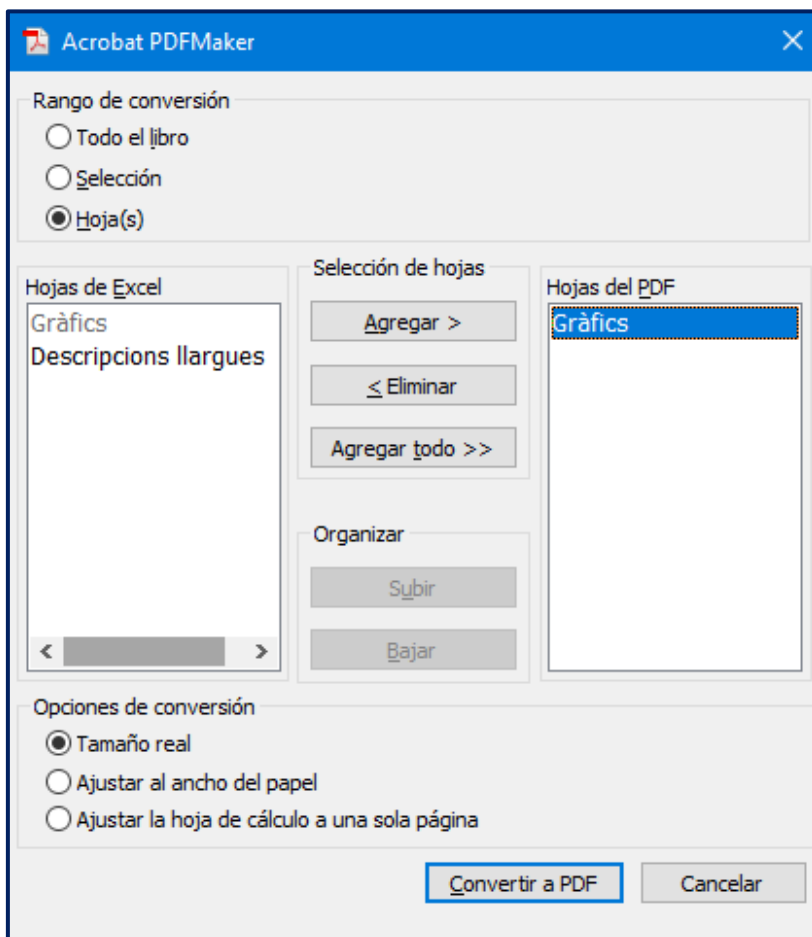 Acrobat PDFMaker
Rango de conversión
Todo el libro
Selección
Hoja(s)
Hojas de Excel
Gràfics
Descripcions llargues
Selección de hojas
Agregar >
< Eliminar
Agregar todo >>
Organizar
Subir
Bajar
Hojas del PDF
Gràfics
Opciones de conversión
Tamaño real
Ajustar al ancho del papel
Ajustar la hoja de cálculo a una sola página
Convertir a PDF
Cancelar